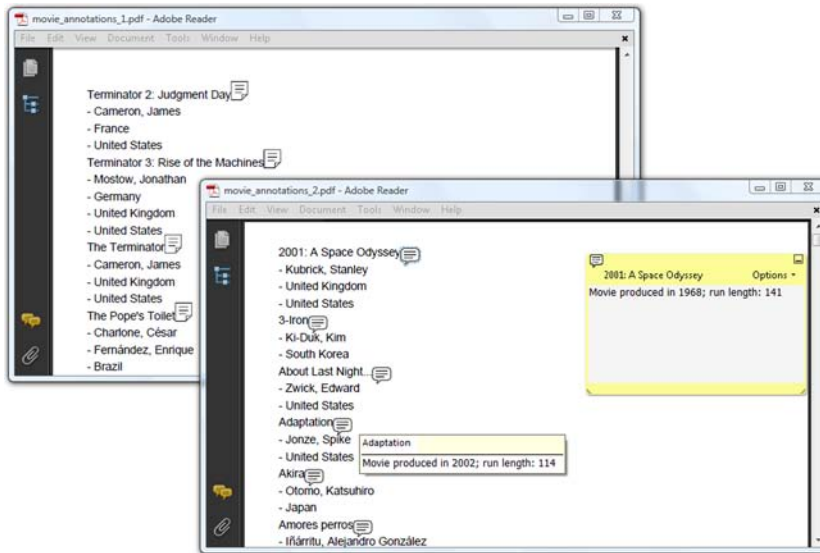 movie_annotations_1.pdf - Adobe Reader
File Edit View Document Tools Window Help
Terminator 2: Judgment Day
- Cameron, James
- France
- United States
Terminator 3: Rise of the Machines
- Mostow, Jonathan
- Germany
- United Kingdom
- United States
The Terminator
- Cameron, James
- United Kingdom
- United States
The Pope's Toilet
- Charlone, César
- Fernández, Enrique
- Brazil
movie_annotations_2.pdf - Adobe Reader
File Edit View Document Tools Window Help
2001: A Space Odyssey
- Kubrick, Stanley
- United Kingdom
- United States
3-Iron
- Ki-Duk, Kim
- South Korea
About Last Night...
- Zwick, Edward
- United States
Adaptation
- Jonze, Spike
- United States
Akira
- Otomo, Katsuhiro
- Japan
Amores perros
- Iñárritu, Alejandro González
2001: A Space Odyssey Options
Movie produced in 1968; run length: 141
Adaptation
Movie produced in 2002; run length: 114